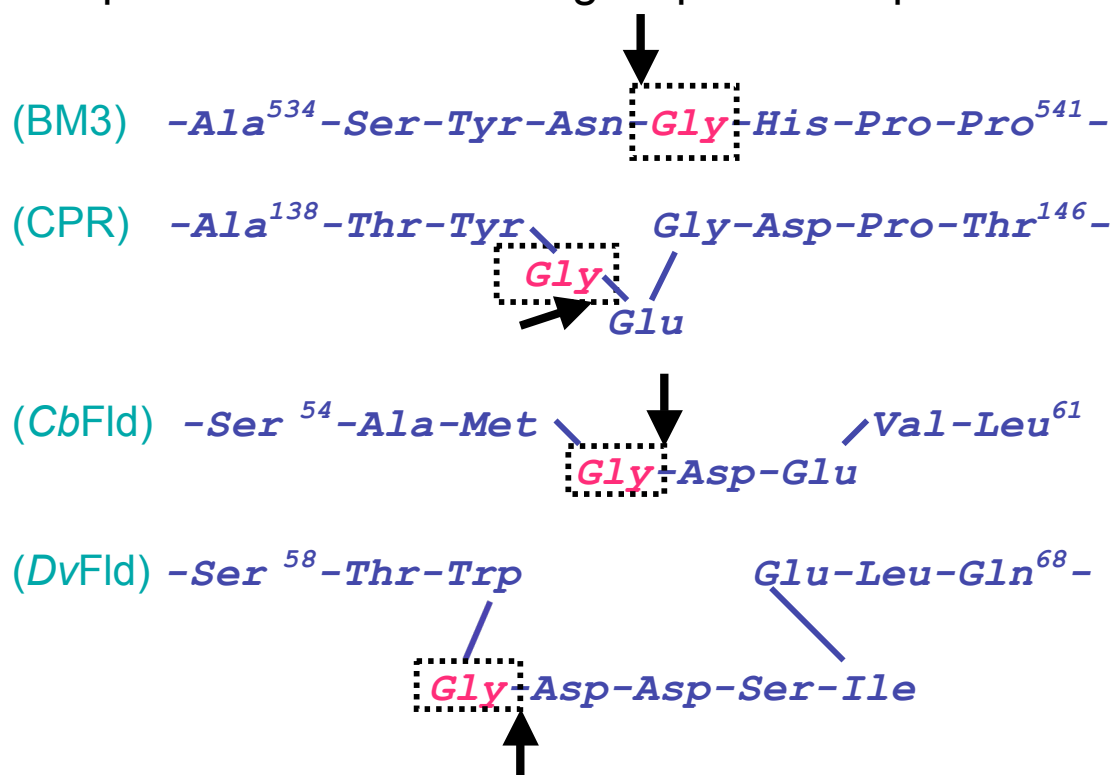 (BM3) -Ala534-Ser-Tyr-Asn-Gly-His-Pro-Pro541-
(CPR) -Ala138-Thr-Tyr Gly-Asp-Pro-Thr146-
Gly
Glu
(CbFld) -Ser 54-Ala-Met Val-Leu61
Gly-Asp-Glu
(DvFld) -Ser 58-Thr-Trp Glu-Leu-Gln68-
Gly-Asp-Asp-Ser-Ile